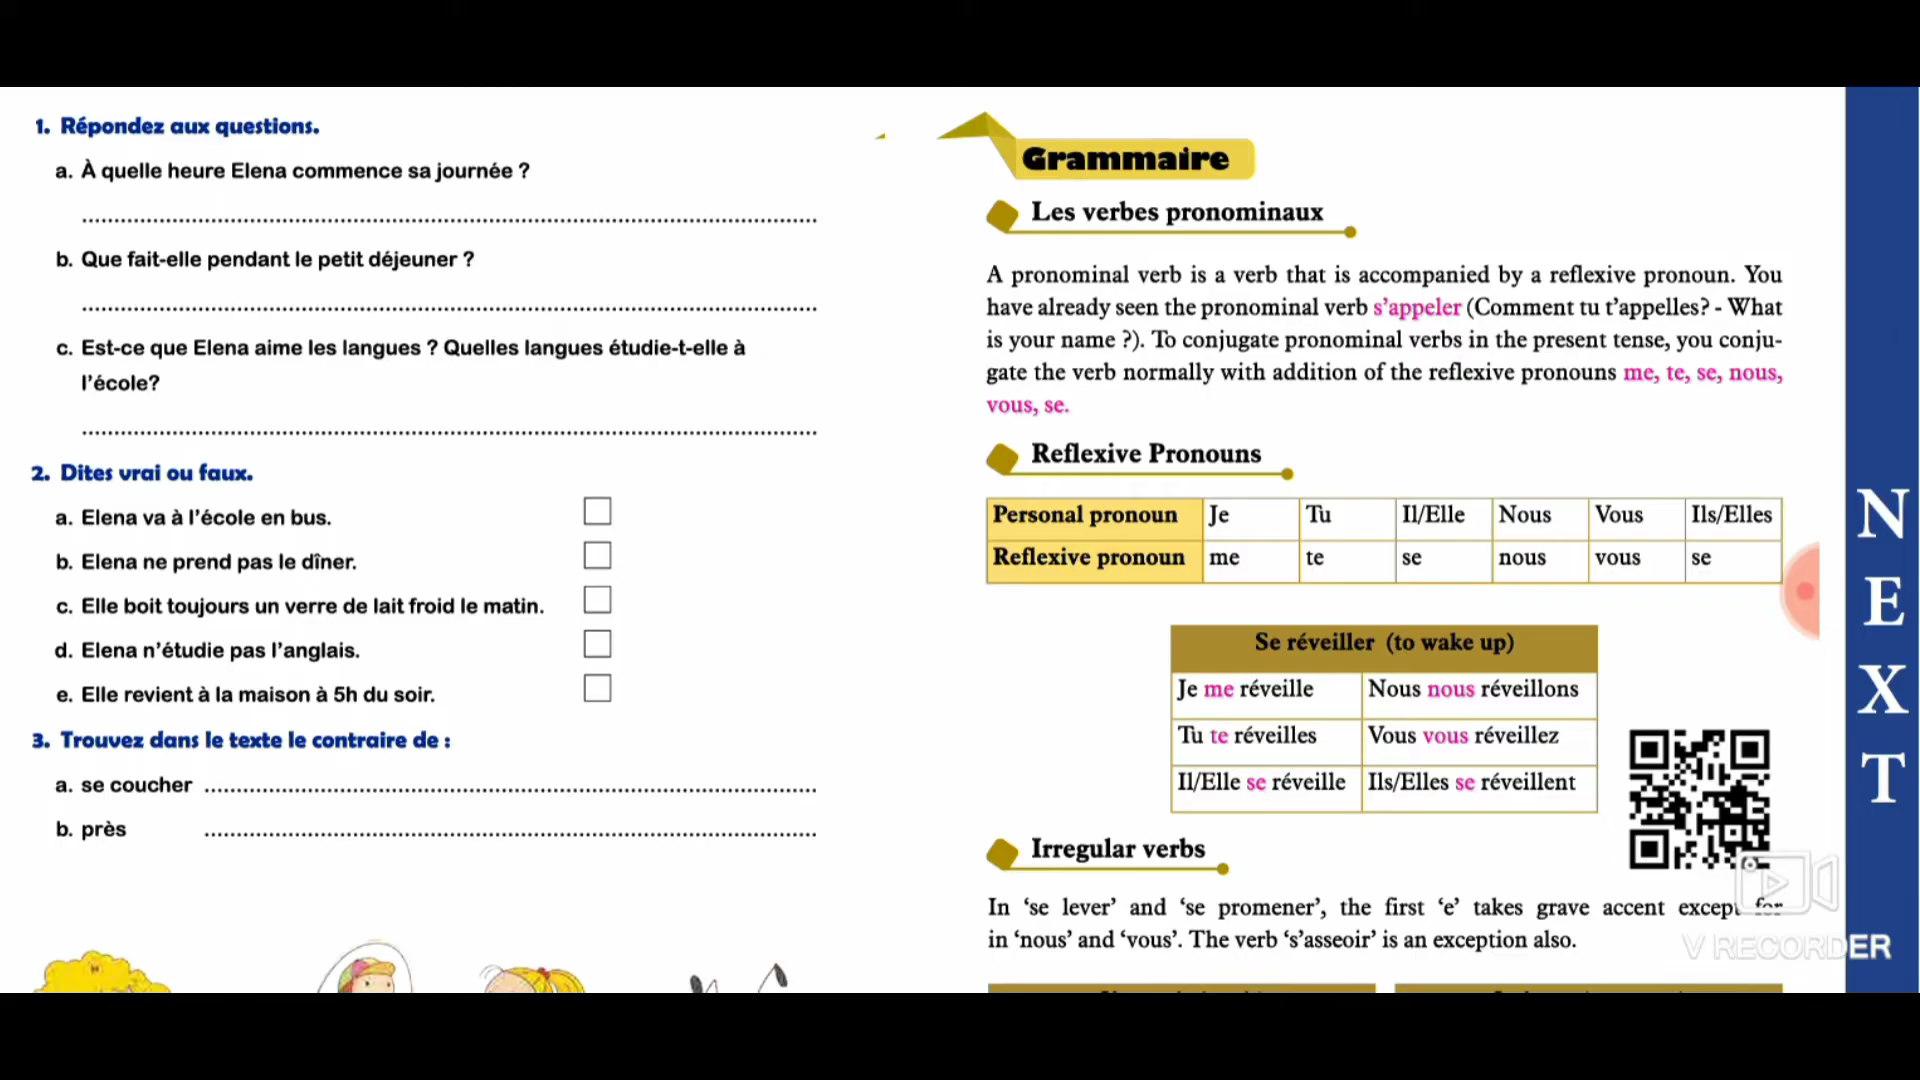 1. Répondez aux questions.
a. À quelle heure Elena commence sa journée ?
b. Que fait-elle pendant le petit déjeuner ?
c. Est-ce que Elena aime les langues ? Quelles langues étudie-t-elle à
l'école?
2. Dites vrai ou faux.
a. Elena va à l'école en bus.
b. Elena ne prend pas le dîner.
c. Elle boit toujours un verre de lait froid le matin.
d. Elena n'étudie pas l'anglais.
e. Elle revient à la maison à 5h du soir.
3. Trouvez dans le texte le contraire de :
a. se coucher
b. près
Grammaire
Les verbes pronominaux
A pronominal verb is a verb that is accompanied by a reflexive pronoun. You
have already seen the pronominal verb s'appeler (Comment tu t'appelles? - What
is your name ?). To conjugate pronominal verbs in the present tense, you conju-
gate the verb normally with addition of the reflexive pronouns me, te, se, nous,
vous, se.
Reflexive Pronouns
Personal pronoun Je Tu Il/Elle Nous Vous Ils/Elles
Reflexive pronoun me te se nous vous se
Se réveiller (to wake up)
Je me réveille Nous nous réveillons
Tu te réveilles Vous vous réveillez
Il/Elle se réveille Ils/Elles se réveillent
Irregular verbs
In 'se lever' and 'se promener', the first 'e' takes grave accent except for
in 'nous' and 'vous'. The verb 's'asseoir' is an exception also.
NEXT
V RECORDER